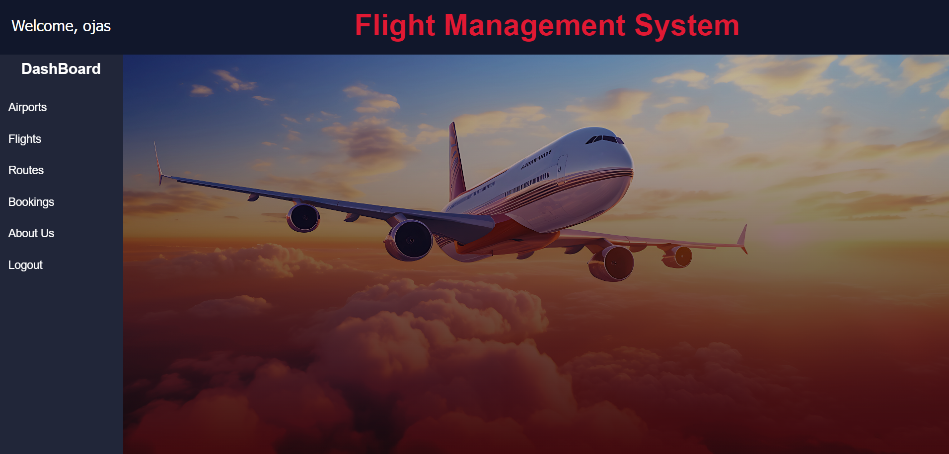 Welcome, ojas
Flight Management System
DashBoard
Airports
Flights
Routes
Bookings
About Us
Logout